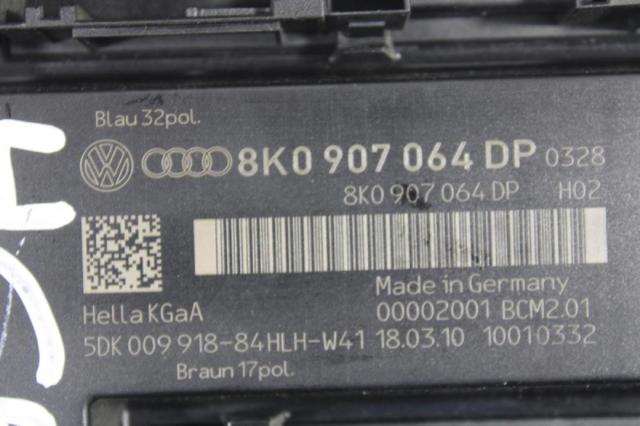 Blau 32pol.
8K0 907 064 DP 0328
8K0 907 064 DP H02
Made in Germany
Hella KGaA 00002001 BCM2.01
5DK 009 918-84HLH-W41 18.03.10 10010332
Braun 17pol.